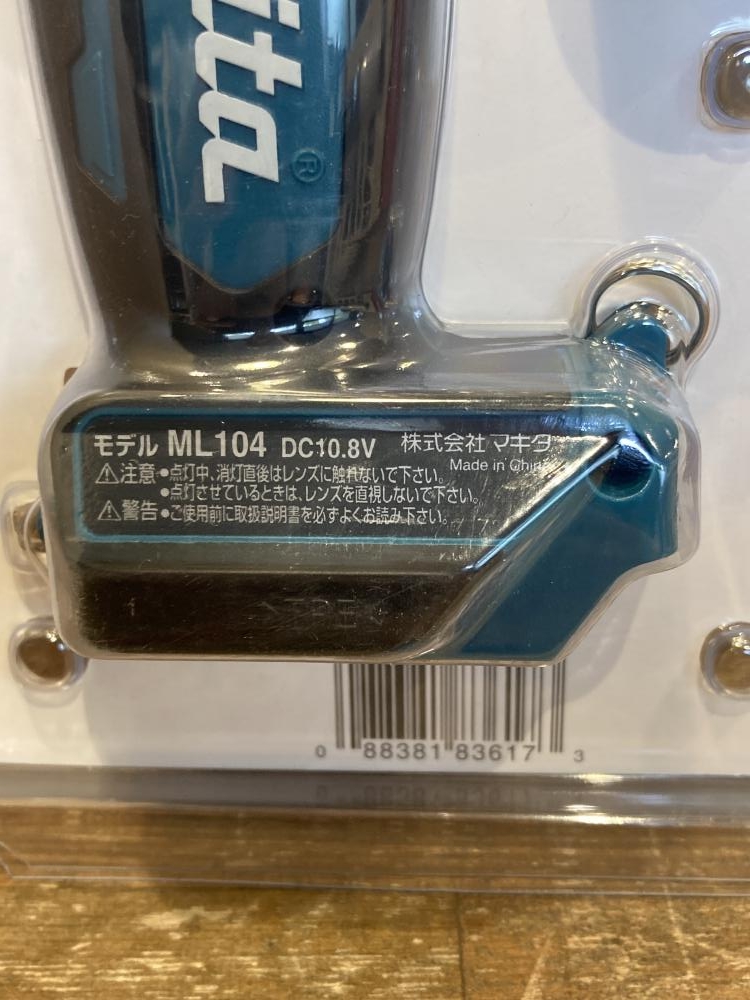 ita®
モデル ML104 DC10.8V 株式会社マキタ
Made in China
⚠注意 ●点灯中、消灯直後はレンズに触れないで下さい。
●点灯させているときは、レンズを直視しないで下さい。
⚠警告 ●ご使用前に取扱説明書を必ずよくお読み下さい。
0 88381 83617 3